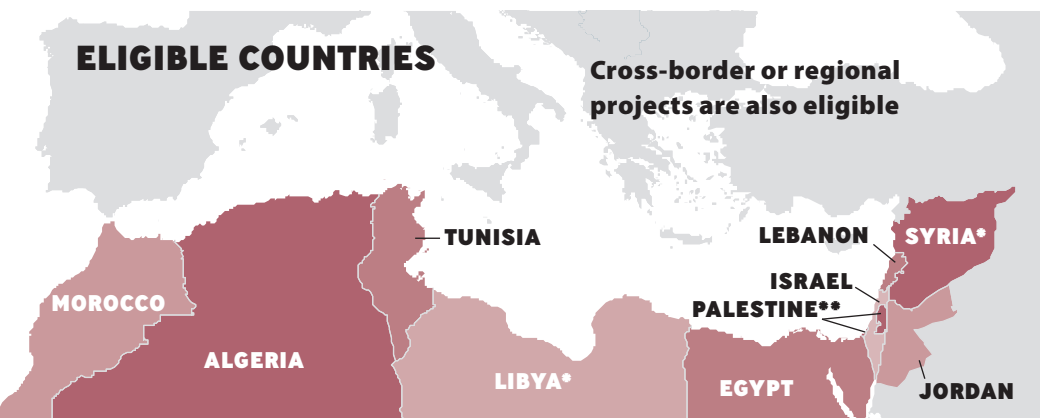 ELIGIBLE COUNTRIES
Cross-border or regional
projects are also eligible
TUNISIA
LEBANON
SYRIA*
ISRAEL
PALESTINE**
MOROCCO
ALGERIA
LIBYA*
EGYPT
JORDAN